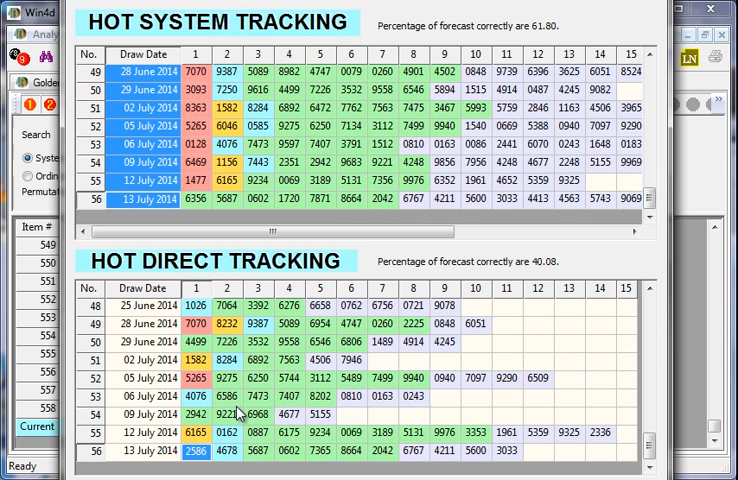 Win4d
HOT SYSTEM TRACKING
Percentage of forecast correctly are 61.80.
Analy
LN
9
Golde
1 2
Search
Syste
Ordin
Permutat
Item #
549
550
551
552
553
554
555
556
557
558
Current
Ready
No. Draw Date 1 2 3 4 5 6 7 8 9 10 11 12 13 14 15
49 28 June 2014 7070 9387 5089 8982 4747 0079 0260 4901 4502 0848 9739 6396 3625 6051 8524
50 29 June 2014 3093 7250 9616 4499 7226 3532 9558 6546 5894 1515 4914 0487 4245 9082
51 02 July 2014 8363 1582 8284 6892 6472 7762 7563 7475 3467 5993 5759 2846 1163 4506 3965
52 05 July 2014 5265 6046 0585 9275 6250 7134 3112 7499 9940 1540 0669 5388 0940 7097 9290
53 06 July 2014 0128 4076 7473 9597 7407 3791 1512 0810 0163 0086 2441 6070 0243 1648 0183
54 09 July 2014 6469 1156 7443 2351 2942 9683 9221 4248 9856 7956 4248 4677 2248 5155 9969
55 12 July 2014 1477 6165 9234 0069 3189 5131 7356 9976 6352 1961 4652 5359 9325
56 13 July 2014 6356 5687 0602 1720 7871 8664 2042 8767 4211 5600 3033 4413 4563 5743 9069
HOT DIRECT TRACKING
Percentage of forecast correctly are 40.08.
No. Draw Date 1 2 3 4 5 6 7 8 9 10 11 12 13 14 15
48 25 June 2014 1026 7064 3392 6276 6658 0762 6756 0721 9078
49 28 June 2014 7070 8232 9387 5089 6954 4747 0260 2225 0848 6051
50 29 June 2014 4499 7226 3532 9558 6546 6806 1489 4914 4245
51 02 July 2014 1582 8284 6892 7563 4506 7946
52 05 July 2014 5265 9275 6250 5744 3112 5489 7499 9940 0940 7097 9290 6509
53 06 July 2014 4076 6586 7473 7407 8202 0810 0163 0243
54 09 July 2014 2942 9221 6968 4677 5155
55 12 July 2014 6165 0162 0887 6175 9234 0069 3189 5131 9976 3353 1961 5359 9325 2336
56 13 July 2014 2586 4678 5687 0602 7365 8664 2042 6767 4211 5600 3033